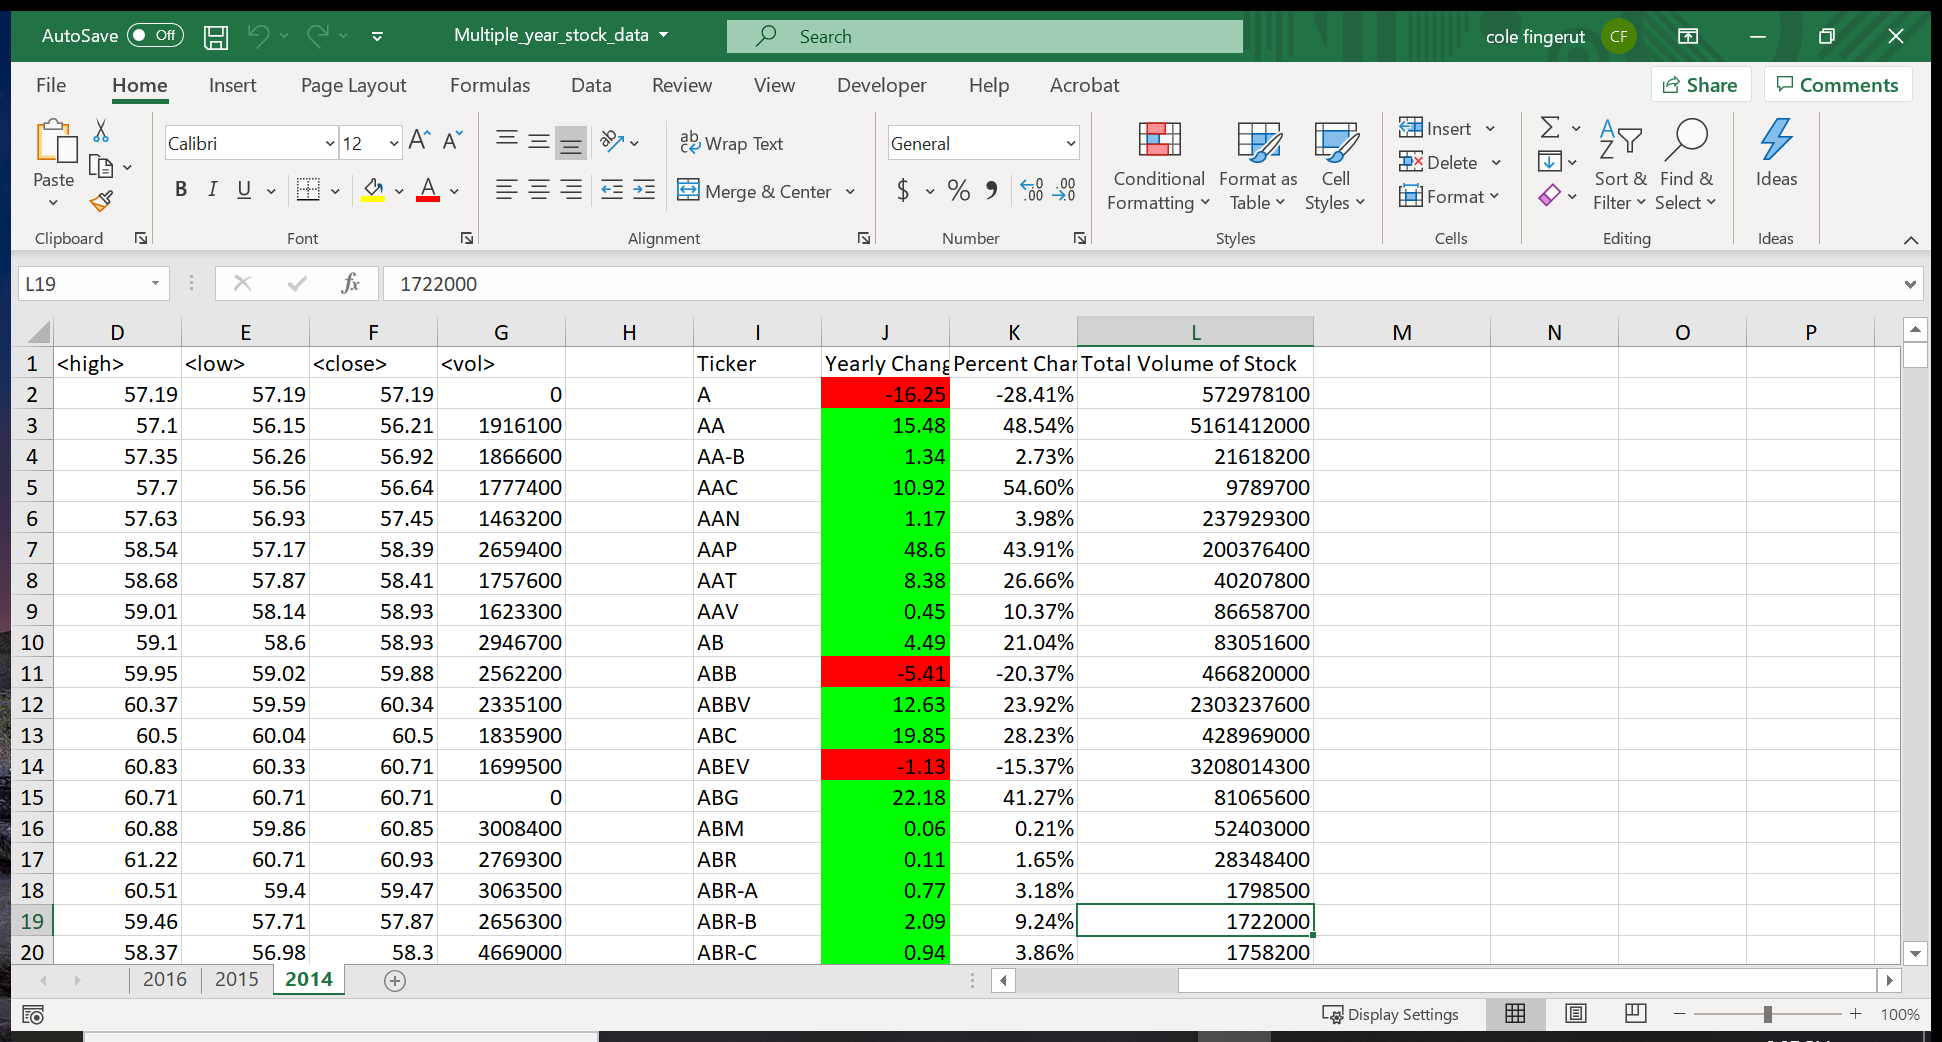 AutoSave Off Multiple_year_stock_data Search cole fingerut CF
File Home Insert Page Layout Formulas Data Review View Developer Help Acrobat Share Comments
Paste
Clipboard
Calibri 12
B I U A
Font
ab Wrap Text
Merge & Center
Alignment
General
$ % 9 .00
Number
Conditional Formatting
Format as Table
Cell Styles
Styles
Insert
Delete
Format
Cells
Sort & Filter
Find & Select
Editing
Ideas
Ideas
L19 fx 1722000
D E F G H I J K L M N O P
1 <high> <low> <close> <vol> Ticker Yearly Chang Percent Char Total Volume of Stock
2 57.19 57.19 57.19 0 A -16.25 -28.41% 572978100
3 57.1 56.15 56.21 1916100 AA 15.48 48.54% 5161412000
4 57.35 56.26 56.92 1866600 AA-B 1.34 2.73% 21618200
5 57.7 56.56 56.64 1777400 AAC 10.92 54.60% 9789700
6 57.63 56.93 57.45 1463200 AAN 1.17 3.98% 237929300
7 58.54 57.17 58.39 2659400 AAP 48.6 43.91% 200376400
8 58.68 57.87 58.41 1757600 AAT 8.38 26.66% 40207800
9 59.01 58.14 58.93 1623300 AAV 0.45 10.37% 86658700
10 59.1 58.6 58.93 2946700 AB 4.49 21.04% 83051600
11 59.95 59.02 59.88 2562200 ABB -5.41 -20.37% 466820000
12 60.37 59.59 60.34 2335100 ABBV 12.63 23.92% 2303237600
13 60.5 60.04 60.5 1835900 ABC 19.85 28.23% 428969000
14 60.83 60.33 60.71 1699500 ABEV -1.13 -15.37% 3208014300
15 60.71 60.71 60.71 0 ABG 22.18 41.27% 81065600
16 60.88 59.86 60.85 3008400 ABM 0.06 0.21% 52403000
17 61.22 60.71 60.93 2769300 ABR 0.11 1.65% 28348400
18 60.51 59.4 59.47 3063500 ABR-A 0.77 3.18% 1798500
19 59.46 57.71 57.87 2656300 ABR-B 2.09 9.24% 1722000
20 58.37 56.98 58.3 4669000 ABR-C 0.94 3.86% 1758200
2016 2015 2014
Display Settings 100%